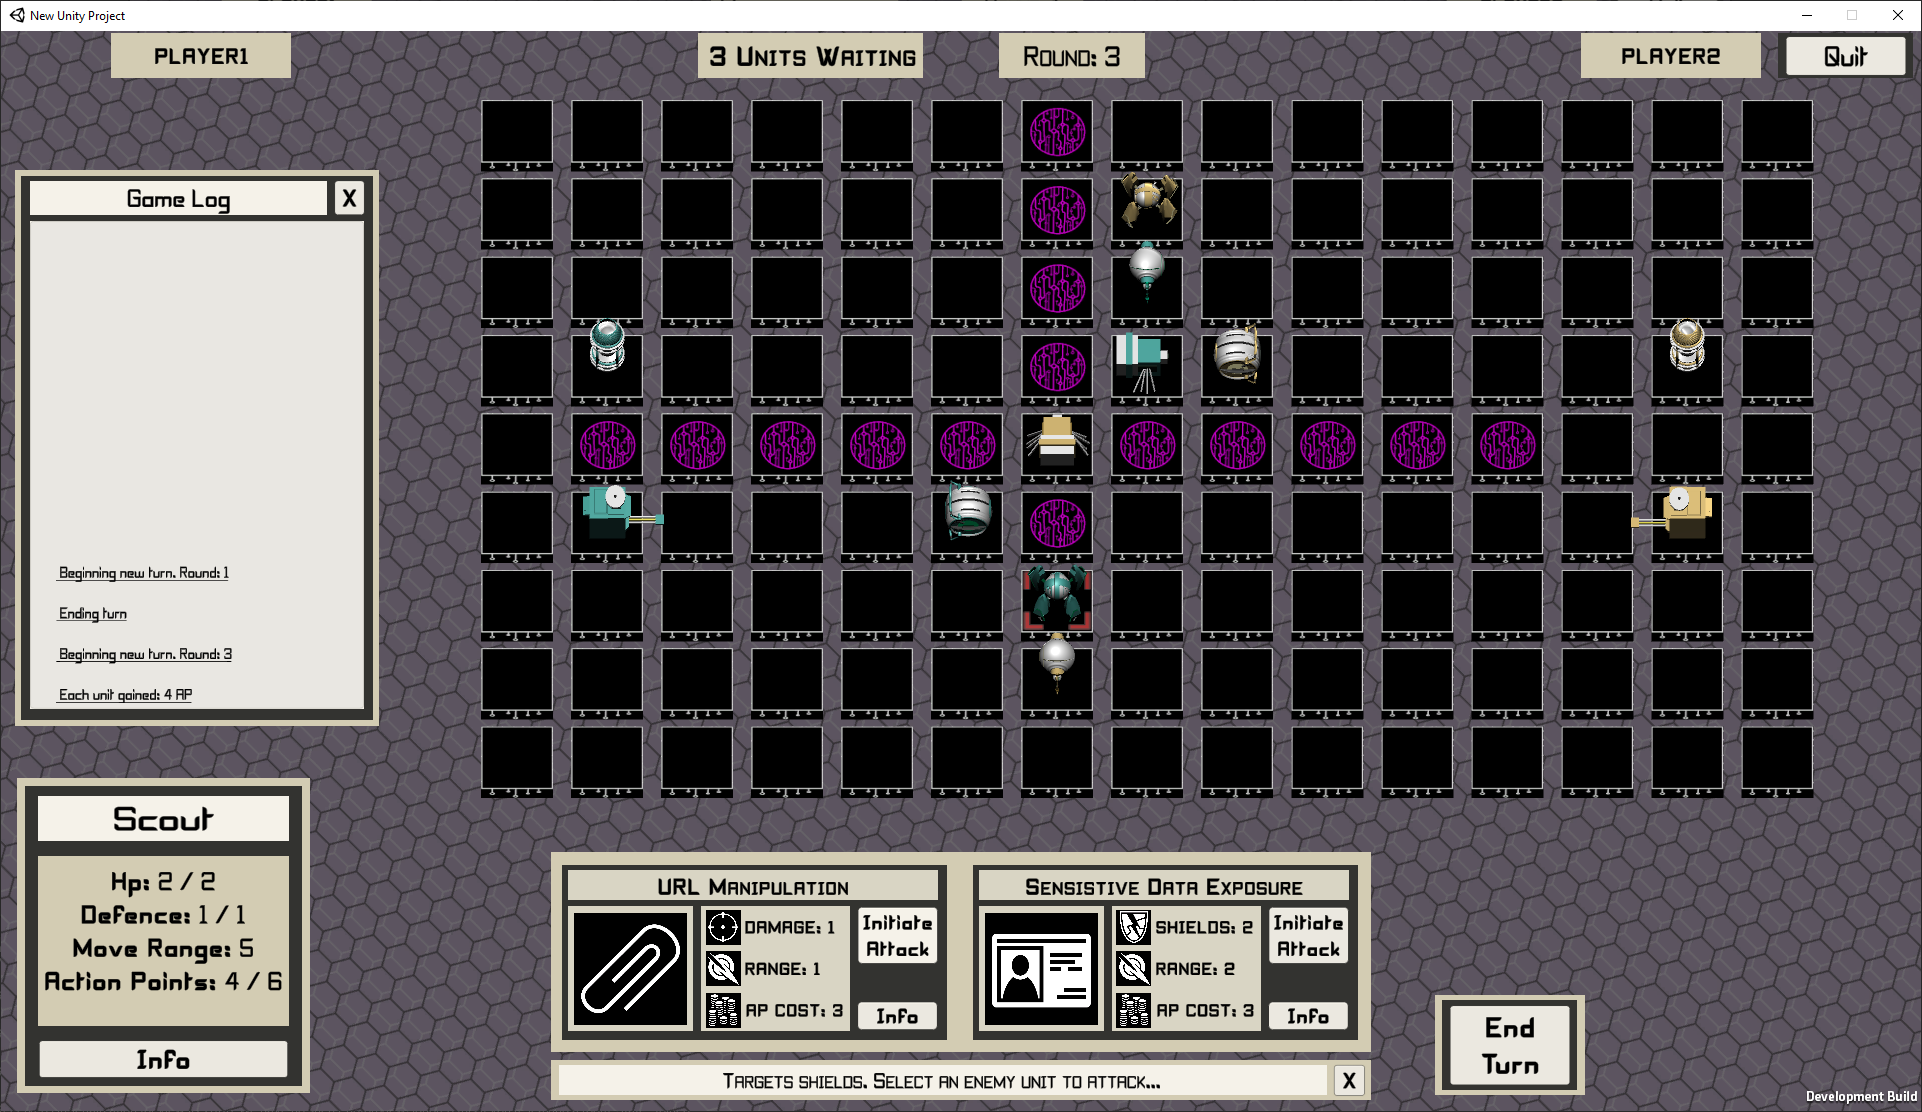 New Unity Project
PLAYER1
3 Units Waiting
Round: 3
PLAYER2
Quit
Game Log
X
Beginning new turn. Round: 1
Ending turn
Beginning new turn. Round: 3
Each unit gained: 4 AP
Scout
Hp: 2 / 2
Defence: 1 / 1
Move Range: 5
Action Points: 4 / 6
Info
URL Manipulation
Damage: 1
Range: 1
AP Cost: 3
Initiate
Attack
Info
Sensistive Data Exposure
Shields: 2
Range: 2
AP Cost: 3
Initiate
Attack
Info
Targets shields. Select an enemy unit to attack...
X
End
Turn
Development Build